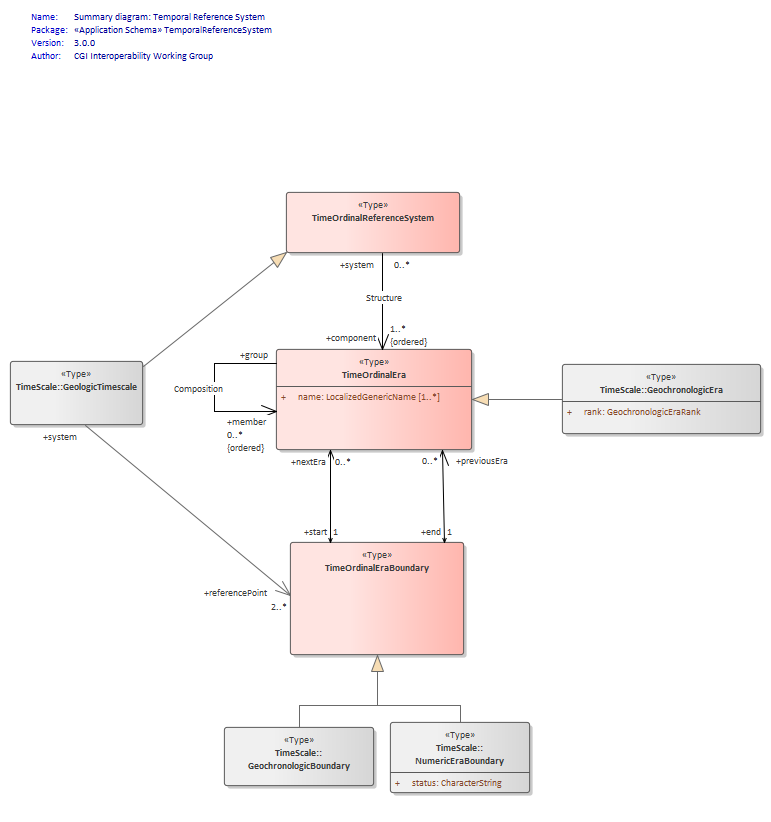 Name: Summary diagram: Temporal Reference System
Package: «Application Schema» TemporalReferenceSystem
Version: 3.0.0
Author: CGI Interoperability Working Group
«Type»
TimeOrdinalReferenceSystem
+system 0..*
Structure
1..*
+component {ordered}
+group
«Type»
TimeOrdinalEra
+ name: LocalizedGenericName [1..*]
Composition
+member
0..*
{ordered}
«Type»
TimeScale::GeologicTimescale
+system
«Type»
TimeScale::GeochronologicEra
+ rank: GeochronologicEraRank
+nextEra 0..*
0..* +previousEra
+start 1
+end 1
«Type»
TimeOrdinalEraBoundary
+referencePoint
2..*
«Type»
TimeScale::
GeochronologicBoundary
«Type»
TimeScale::
NumericEraBoundary
+ status: CharacterString